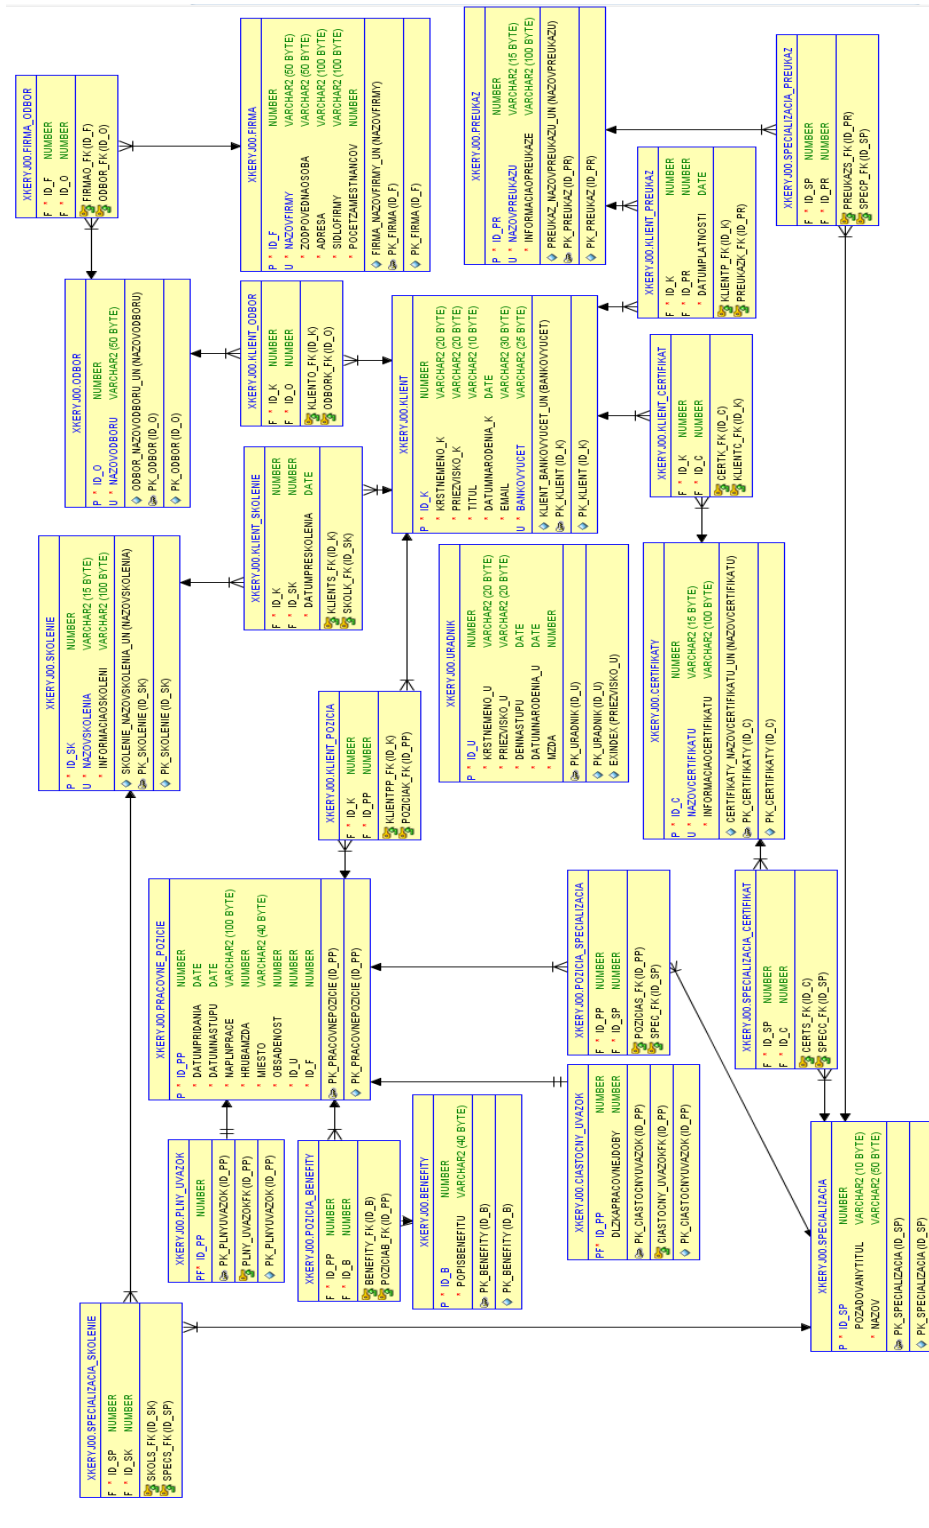 XKERYJ00.SPECIALIZACIA_SKOLENIE
F * ID_SP NUMBER
F * ID_SK NUMBER
SKOLS_FK (ID_SK)
SPECS_FK (ID_SP)
XKERYJ00.SKOLENIE
P * ID_SK NUMBER
U * NAZOVSKOLENIA VARCHAR2 (15 BYTE)
* INFORMACIAOSKOLENI VARCHAR2 (100 BYTE)
SKOLENIE_NAZOVSKOLENIA_UN (NAZOVSKOLENIA)
PK_SKOLENIE (ID_SK)
PK_SKOLENIE (ID_SK)
XKERYJ00.ODBOR
P * ID_O NUMBER
U * NAZOVODBORU VARCHAR2 (50 BYTE)
ODBOR_NAZOVODBORU_UN (NAZOVODBORU)
PK_ODBOR (ID_O)
PK_ODBOR (ID_O)
XKERYJ00.FIRMA_ODBOR
F * ID_F NUMBER
F * ID_O NUMBER
FIRMAO_FK (ID_F)
ODBOR_FK (ID_O)
XKERYJ00.PLNY_UVAZOK
PF* ID_PP NUMBER
PK_PLNYUVAZOK (ID_PP)
PLNY_UVAZOKFK (ID_PP)
PK_PLNYUVAZOK (ID_PP)
XKERYJ00.PRACOVNE_POZICIE
P * ID_PP NUMBER
* DATUMPRIDANIA DATE
* DATUMNASTUPU DATE
* NAPLNPRACE VARCHAR2 (100 BYTE)
* HRUBAMZDA NUMBER
* MIESTO VARCHAR2 (40 BYTE)
* OBSADENOST NUMBER
* ID_U NUMBER
* ID_F NUMBER
PK_PRACOVNEPOZICIE (ID_PP)
PK_PRACOVNEPOZICIE (ID_PP)
XKERYJ00.KLIENT_SKOLENIE
F * ID_K NUMBER
F * ID_SK NUMBER
* DATUMPRESKOLENIA DATE
KLIENTS_FK (ID_K)
SKOLK_FK (ID_SK)
XKERYJ00.KLIENT_ODBOR
F * ID_K NUMBER
F * ID_O NUMBER
KLIENTO_FK (ID_K)
ODBORK_FK (ID_O)
XKERYJ00.FIRMA
P * ID_F NUMBER
U * NAZOVFIRMY VARCHAR2 (50 BYTE)
* ZODPOVEDNAOSOBA VARCHAR2 (50 BYTE)
* ADRESA VARCHAR2 (100 BYTE)
* SIDLOFIRINY VARCHAR2 (100 BYTE)
* POCETZAMESTNANCOV NUMBER
FIRMA_NAZOVFIRMY_UN (NAZOVFIRMY)
PK_FIRMA (ID_F)
PK_FIRMA (ID_F)
XKERYJ00.POZICIA_BENEFITY
F * ID_PP NUMBER
F * ID_B NUMBER
BENEFITY_FK (ID_B)
POZICIAB_FK (ID_PP)
XKERYJ00.KLIENT_POZICIA
F * ID_K NUMBER
F * ID_PP NUMBER
KLIENTPP_FK (ID_K)
POZICIAK_FK (ID_PP)
XKERYJ00.KLIENT
P * ID_K NUMBER
* KRSTNEMENO_K VARCHAR2 (20 BYTE)
* PRIEZVISKO_K VARCHAR2 (20 BYTE)
* TITUL VARCHAR2 (10 BYTE)
* DATUMNARODENIA_K DATE
* EMAIL VARCHAR2 (30 BYTE)
U * BANKOVYUCET VARCHAR2 (25 BYTE)
KLIENT_BANKOVYUCET_UN (BANKOVYUCET)
PK_KLIENT (ID_K)
PK_KLIENT (ID_K)
XKERYJ00.BENEFITY
P * ID_B NUMBER
* POPISBENEFITU VARCHAR2 (40 BYTE)
PK_BENEFITY (ID_B)
PK_BENEFITY (ID_B)
XKERYJ00.URADNIK
P * ID_U NUMBER
* KRSTNEMENO_U VARCHAR2 (20 BYTE)
* PRIEZVISKO_U VARCHAR2 (20 BYTE)
* DENNASTUPU DATE
* DATUMNARODENIA_U DATE
* MZDA NUMBER
PK_URADNIK (ID_U)
PK_URADNIK (ID_U)
EXINDEX (PRIEZVISKO_U)
XKERYJ00.PREUKAZ
P * ID_PR NUMBER
U * NAZOVPREUKAZU VARCHAR2 (15 BYTE)
* INFORMACIAOPREUKAZE VARCHAR2 (100 BYTE)
PREUKAZ_NAZOVPREUKAZU_UN (NAZOVPREUKAZU)
PK_PREUKAZ (ID_PR)
PK_PREUKAZ (ID_PR)
XKERYJ00.CIASTOCNY_UVAZOK
PF* ID_PP NUMBER
DLZKAPRACOVNEJDOBY NUMBER
PK_CIASTOCNYUVAZOK (ID_PP)
CIASTOCNY_UVAZOKFK (ID_PP)
PK_CIASTOCNYUVAZOK (ID_PP)
XKERYJ00.POZICIA_SPECIALIZACIA
F * ID_PP NUMBER
F * ID_SP NUMBER
POZICIAS_FK (ID_PP)
SPEC_FK (ID_SP)
XKERYJ00.CERTIFIKATY
P * ID_C NUMBER
U * NAZOVCERTIFIKATU VARCHAR2 (15 BYTE)
* INFORMACIAOCERTIFIKATU VARCHAR2 (100 BYTE)
CERTIFIKATY_NAZOVCERTIFIKATU_UN (NAZOVCERTIFIKATU)
PK_CERTIFIKATY (ID_C)
PK_CERTIFIKATY (ID_C)
XKERYJ00.KLIENT_CERTIFIKAT
F * ID_K NUMBER
F * ID_C NUMBER
CERTK_FK (ID_C)
KLIENTC_FK (ID_K)
XKERYJ00.KLIENT_PREUKAZ
F * ID_K NUMBER
F * ID_PR NUMBER
* DATUMPLATNOSTI DATE
KLIENTP_FK (ID_K)
PREUKAZK_FK (ID_PR)
XKERYJ00.SPECIALIZACIA_CERTIFIKAT
F * ID_SP NUMBER
F * ID_C NUMBER
CERTS_FK (ID_C)
SPECC_FK (ID_SP)
XKERYJ00.SPECIALIZACIA_PREUKAZ
F * ID_SP NUMBER
F * ID_PR NUMBER
PREUKAZS_FK (ID_PR)
SPECP_FK (ID_SP)
XKERYJ00.SPECIALIZACIA
P * ID_SP NUMBER
POZADOVANYTITUL VARCHAR2 (10 BYTE)
* NAZOV VARCHAR2 (50 BYTE)
PK_SPECIALIZACIA (ID_SP)
PK_SPECIALIZACIA (ID_SP)